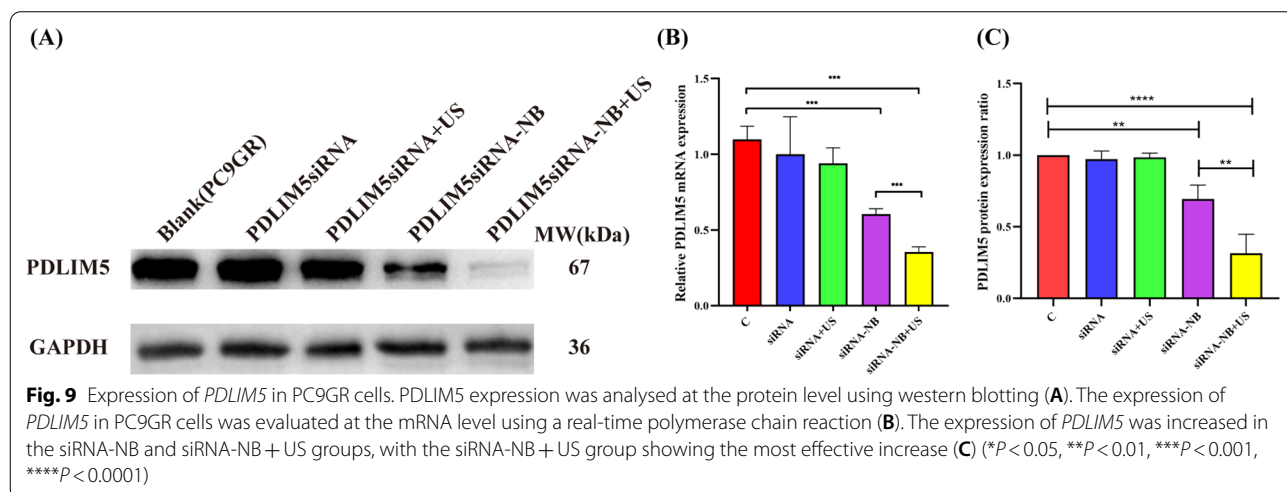 (A)
Blank(PC9GR)
PDLIM5siRNA
PDLIM5siRNA+US
PDLIM5siRNA-NB
PDLIM5siRNA-NB+US
MW(kDa)
PDLIM5
67
GAPDH
36
(B)
Relative PDLIM5 mRNA expression
1.5
1.0
0.5
0.0
***
***
***
C
siRNA
siRNA+US
siRNA-NB
siRNA-NB+US
(C)
PDLIM5 protein expression ratio
1.5
1.0
0.5
0.0
****
**
**
C
siRNA
siRNA+US
siRNA-NB
siRNA-NB+US
Fig. 9 Expression of PDLIM5 in PC9GR cells. PDLIM5 expression was analysed at the protein level using western blotting (A). The expression of
PDLIM5 in PC9GR cells was evaluated at the mRNA level using a real-time polymerase chain reaction (B). The expression of PDLIM5 was increased in
the siRNA-NB and siRNA-NB + US groups, with the siRNA-NB + US group showing the most effective increase (C) (*P < 0.05, **P < 0.01, ***P < 0.001,
****P < 0.0001)